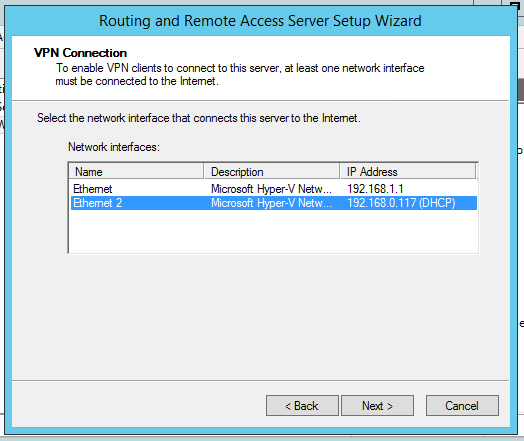 Routing and Remote Access Server Setup Wizard
VPN Connection
To enable VPN clients to connect to this server, at least one network interface
must be connected to the Internet.
Select the network interface that connects this server to the Internet.
Network interfaces:
Name Description IP Address
Ethernet Microsoft Hyper-V Netw... 192.168.1.1
Ethernet 2 Microsoft Hyper-V Netw... 192.168.0.117 (DHCP)
< Back Next > Cancel